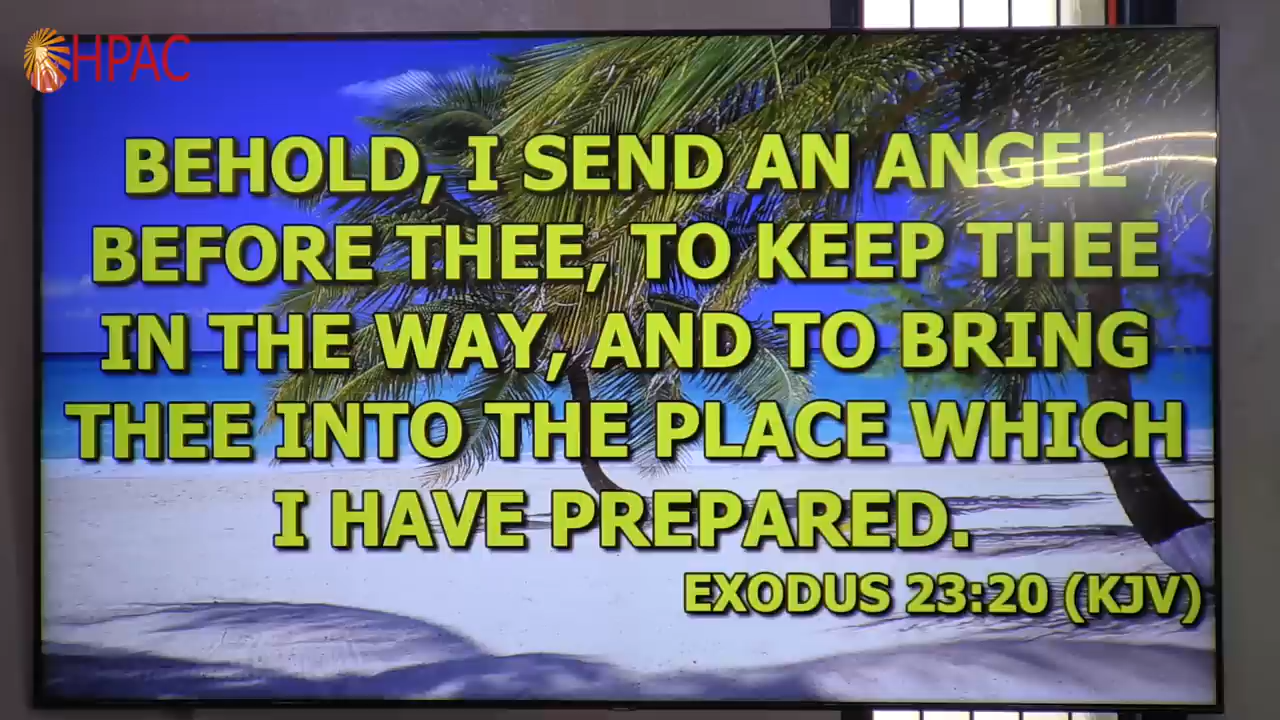 HPAC
BEHOLD, I SEND AN ANGEL
BEFORE THEE, TO KEEP THEE
IN THE WAY, AND TO BRING
THEE INTO THE PLACE WHICH
I HAVE PREPARED.
EXODUS 23:20 (KJV)